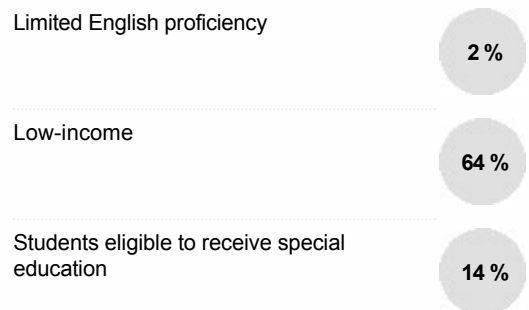 Limited English proficiency
2 %
Low-income
64 %
Students eligible to receive special
education
14 %